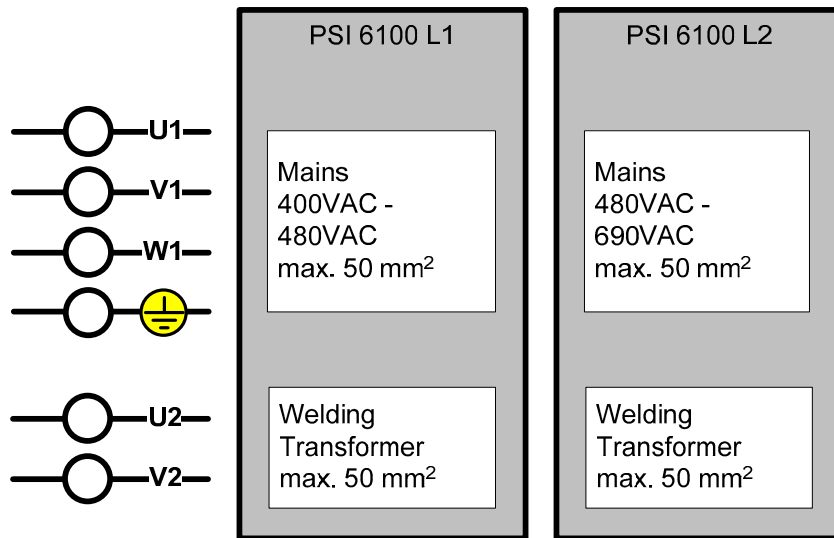 PSI 6100 L1
PSI 6100 L2
U1
V1
W1
U2
V2
Mains
400VAC -
480VAC
max. 50 mm²
Mains
480VAC -
690VAC
max. 50 mm²
Welding
Transformer
max. 50 mm²
Welding
Transformer
max. 50 mm²